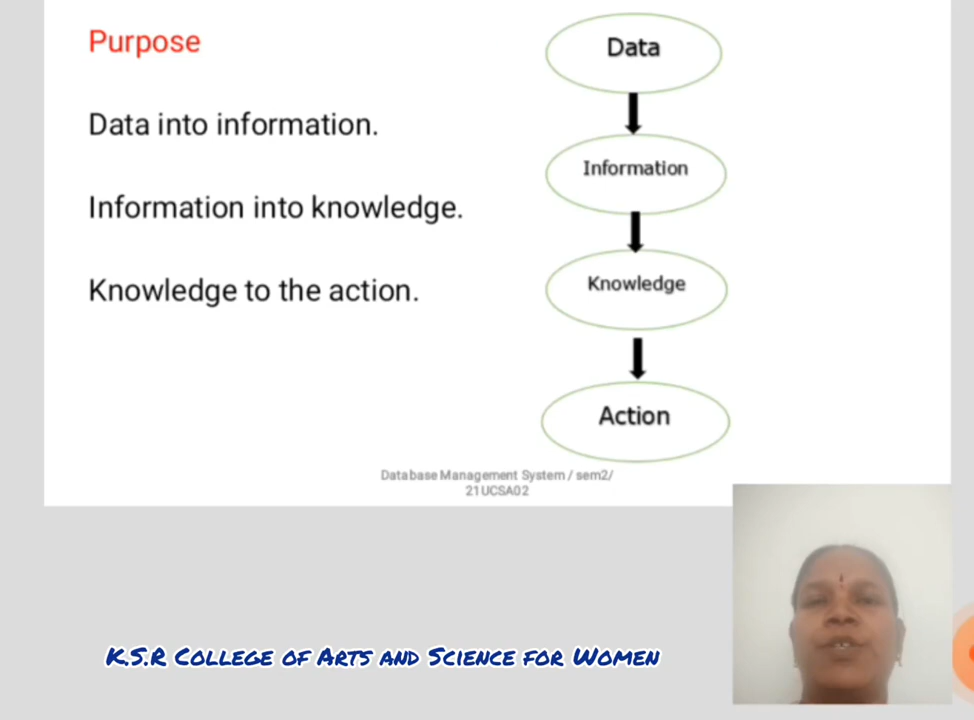 Purpose
Data into information.
Information into knowledge.
Knowledge to the action.
Data
Information
Knowledge
Action
Database Management System / sem2/
21UCSA02
K.S.R College of Arts and Science for Women